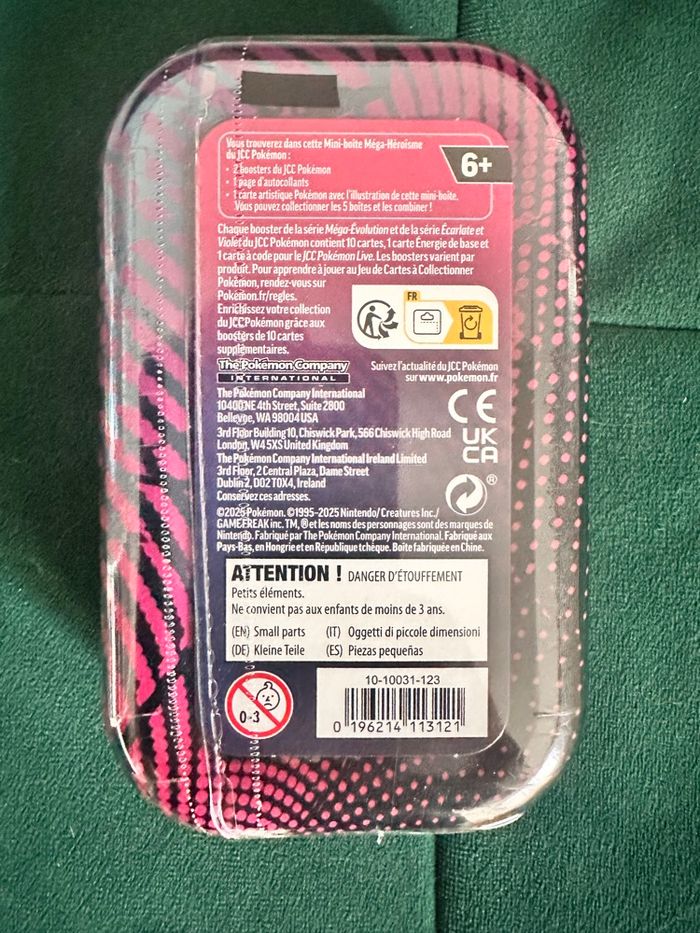 Vous trouverez dans cette Mini-boîte Méga-Héroïsme
du JCC Pokémon :
• 2 boosters du JCC Pokémon
• 1 page d'autocollants
• 1 carte artistique Pokémon avec l'illustration de cette mini-boîte.
Vous pouvez collectionner les 5 boîtes et les combiner !
6+
Chaque booster de la série Méga-Évolution et de la série Écarlate et
Violet du JCC Pokémon contient 10 cartes, 1 carte Énergie de base et
1 carte à code pour le JCC Pokémon Live. Les boosters varient par
produit. Pour apprendre à jouer au Jeu de Cartes à Collectionner
Pokémon, rendez-vous sur
Pokemon.fr/regles.
Enrichissez votre collection
du JCC Pokémon grâce aux
boosters de 10 cartes
supplémentaires.
FR
The Pokémon Company
INTERNATIONAL
Suivez l'actualité du JCC Pokémon
sur www.pokemon.fr
The Pokémon Company International
10400 NE 4th Street, Suite 2800
Bellevue, WA 98004 USA
3rd Floor Building 10, Chiswick Park, 566 Chiswick High Road
London, W4 5XS United Kingdom
The Pokémon Company International Ireland Limited
3rd Floor, 2 Central Plaza, Dame Street
Dublin 2, D02 T0X4, Ireland
Conservez ces adresses.
CE
UK
CA
®
©2025 Pokémon. ©1995-2025 Nintendo/ Creatures Inc./
GAME FREAK inc. TM, ® et les noms des personnages sont des marques de
Nintendo. Fabriqué par The Pokémon Company International. Fabriqué aux
Pays-Bas, en Hongrie et en République tchèque. Boîte fabriquée en Chine.
ATTENTION ! DANGER D'ÉTOUFFEMENT
Petits éléments.
Ne convient pas aux enfants de moins de 3 ans.
(EN) Small parts (IT) Oggetti di piccole dimensioni
(DE) Kleine Teile (ES) Piezas pequeñas
0-3
10-10031-123
0 196214 113121